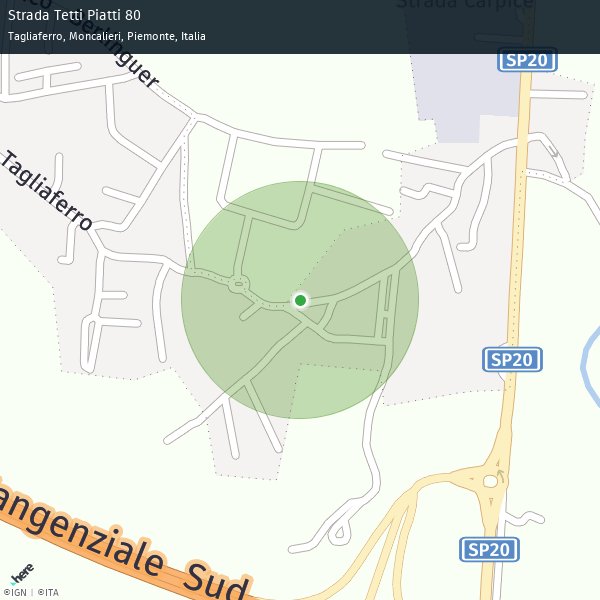 Strada Tetti Piatti 80
Tagliaferro, Moncalieri, Piemonte, Italia
Strada Carpice
Berlinguer
SP20
Tagliaferro
SP20
SP20
angenziale Sud
here
©IGN | ©ITA